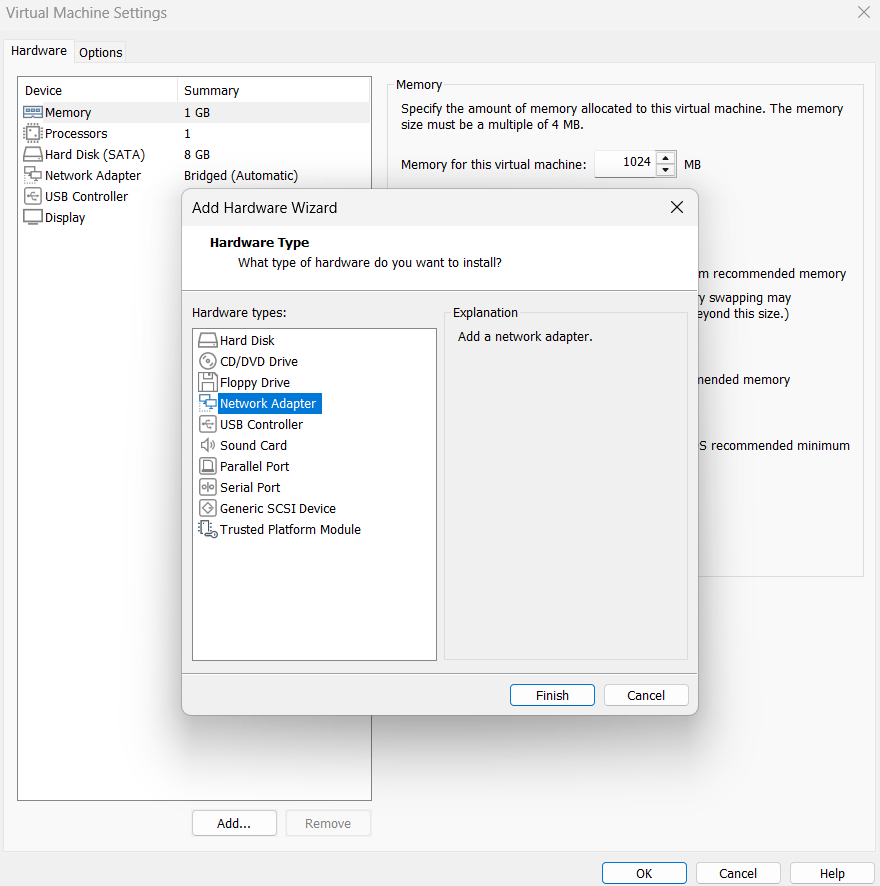 Virtual Machine Settings
Hardware Options
Device Summary
Memory 1 GB
Processors 1
Hard Disk (SATA) 8 GB
Network Adapter Bridged (Automatic)
USB Controller
Display
Memory
Specify the amount of memory allocated to this virtual machine. The memory
size must be a multiple of 4 MB.
Memory for this virtual machine: 1024 MB
Add Hardware Wizard
Hardware Type
What type of hardware do you want to install?
Hardware types:
Hard Disk
CD/DVD Drive
Floppy Drive
Network Adapter
USB Controller
Sound Card
Parallel Port
Serial Port
Generic SCSI Device
Trusted Platform Module
Explanation
Add a network adapter.
Finish Cancel
m recommended memory
y swapping may
eyond this size.)
mended memory
S recommended minimum
Add... Remove
OK Cancel Help